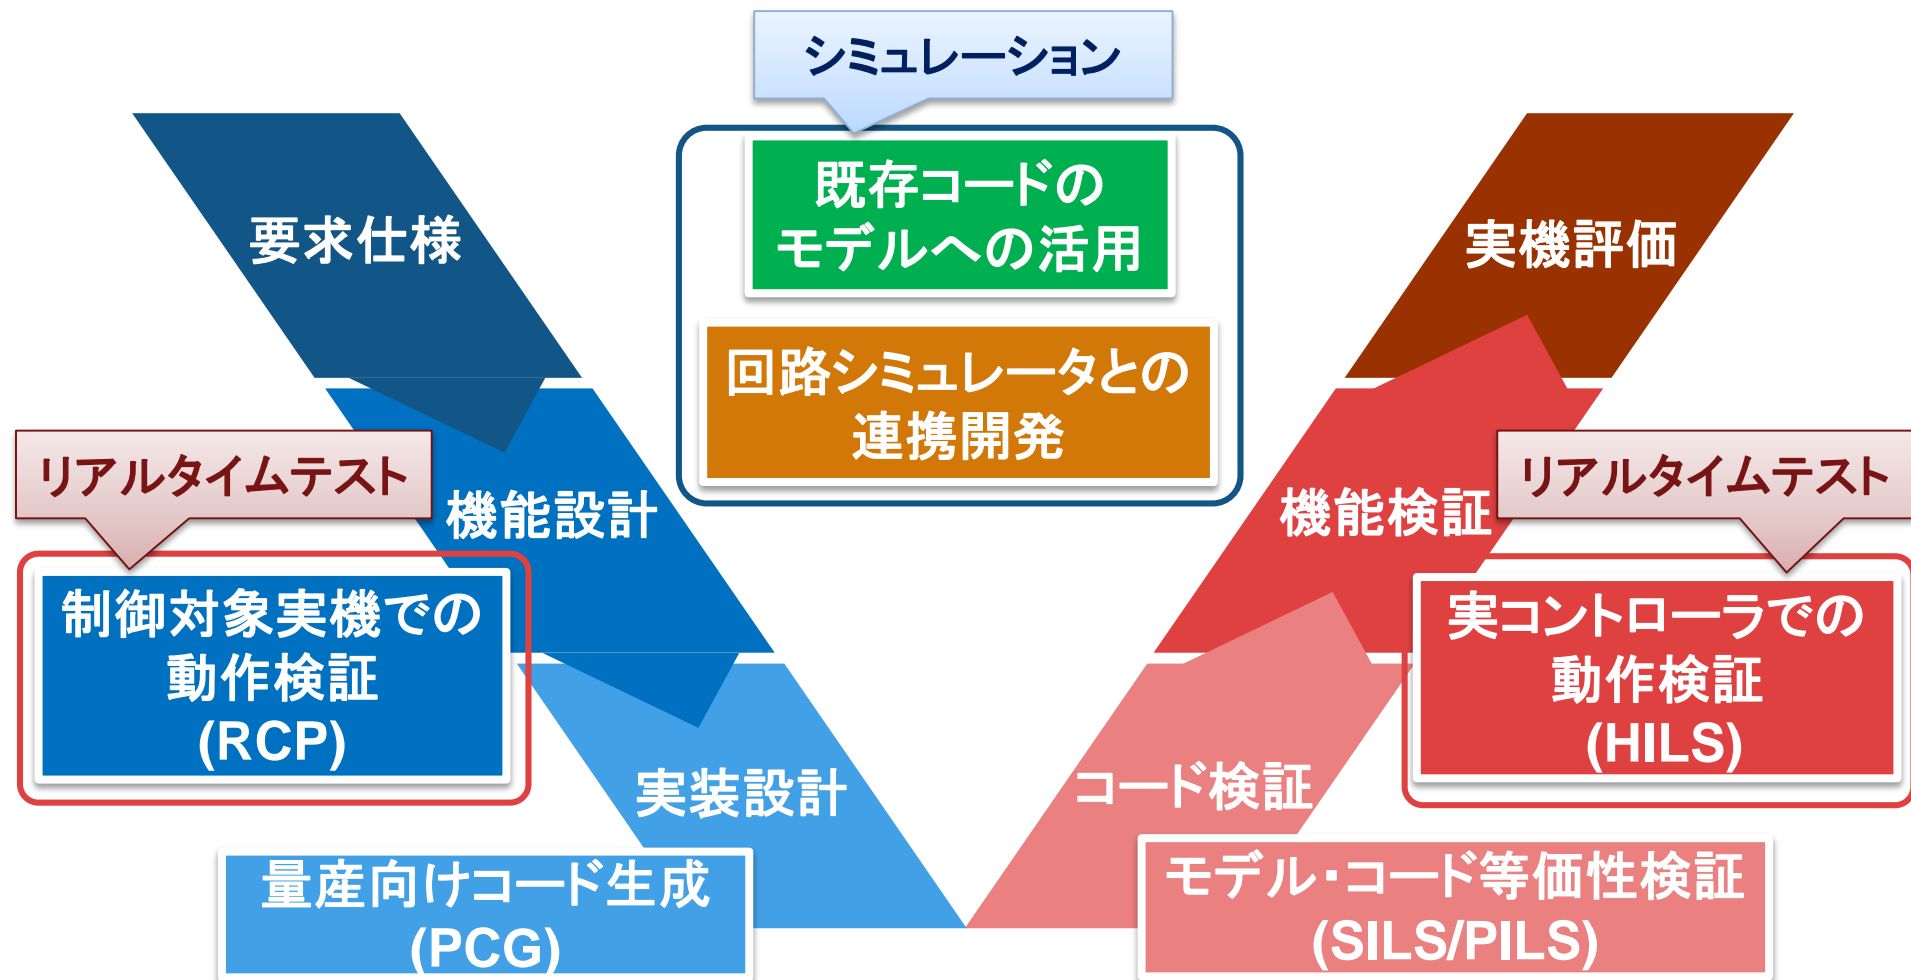 シミュレーション
既存コードの
モデルへの活用
回路シミュレータとの
連携開発
要求仕様
機能設計
実装設計
リアルタイムテスト
制御対象実機での
動作検証
(RCP)
量産向けコード生成
(PCG)
実機評価
機能検証
コード検証
リアルタイムテスト
実コントローラでの
動作検証
(HILS)
モデル・コード等価性検証
(SILS/PILS)